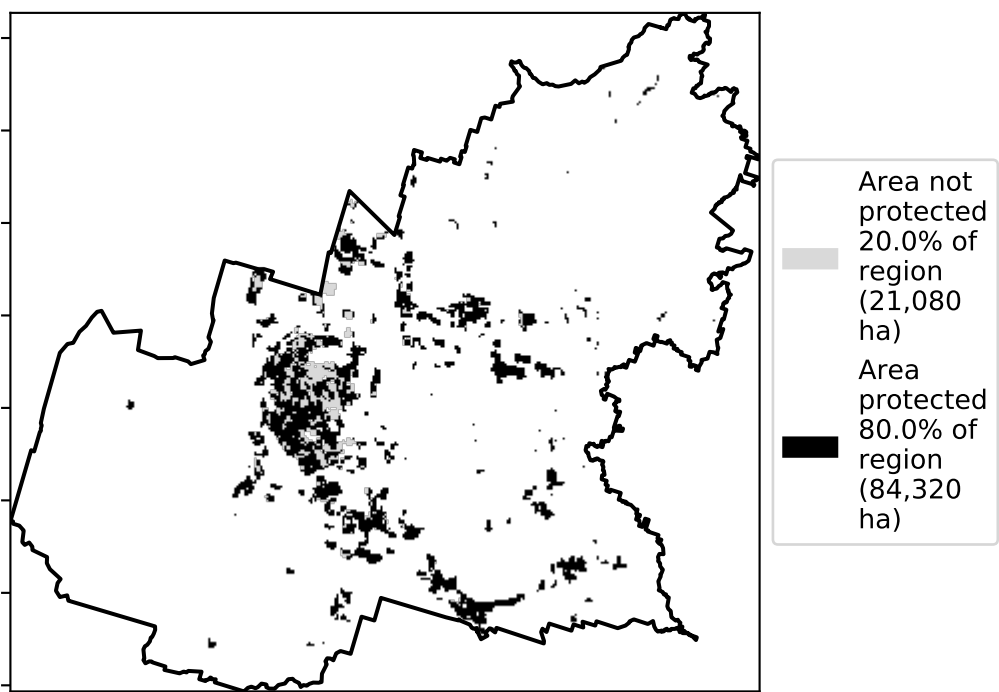 Area not
protected
20.0% of
region
(21,080
ha)
Area
protected
80.0% of
region
(84,320
ha)